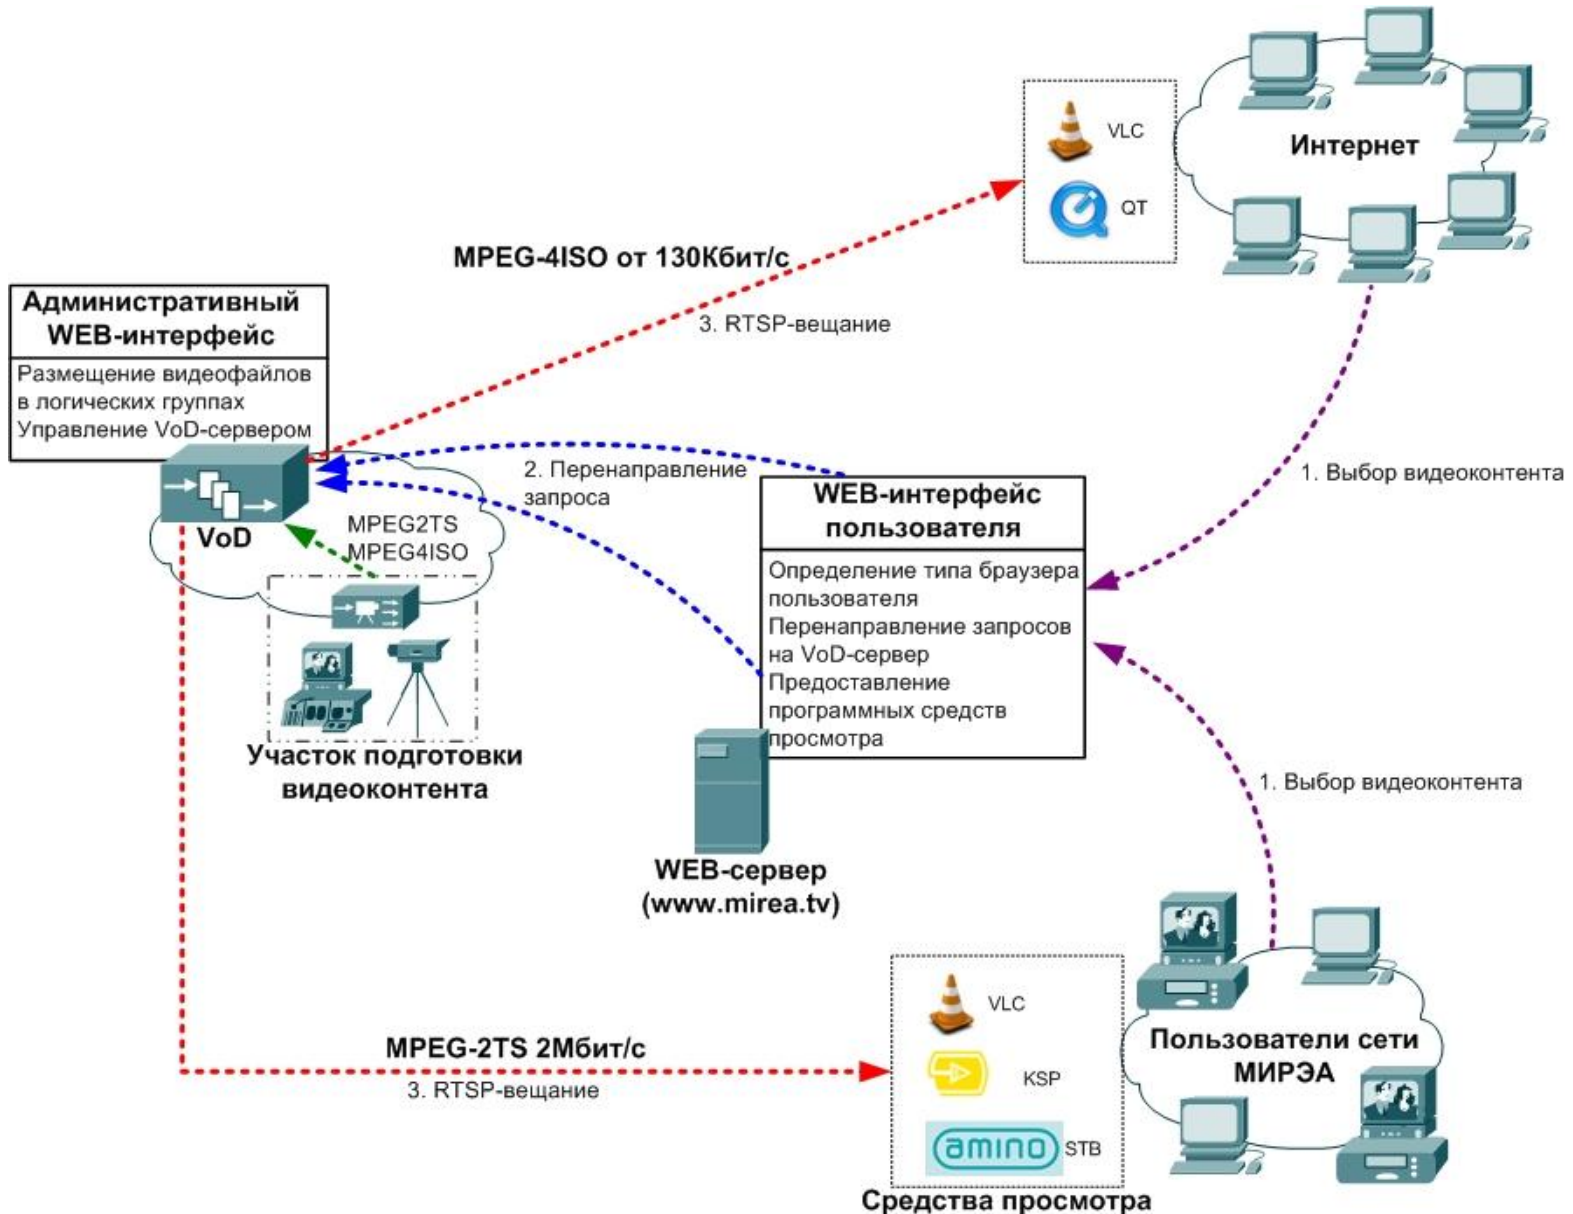 VLC
QT
Интернет
MPEG-4ISO от 130Кбит/с
3. RTSP-вещание
Административный
WEB-интерфейс
Размещение видеофайлов
в логических группах
Управление VoD-сервером
VoD
MPEG2TS
MPEG4ISO
2. Перенаправление
запроса
1. Выбор видеоконтента
WEB-интерфейс
пользователя
Определение типа браузера
пользователя
Перенаправление запросов
на VoD-сервер
Предоставление
программных средств
просмотра
Участок подготовки
видеоконтента
WEB-сервер
(www.mirea.tv)
1. Выбор видеоконтента
MPEG-2TS 2Мбит/с
3. RTSP-вещание
VLC
KSP
amino STB
Средства просмотра
Пользователи сети
МИРЭА